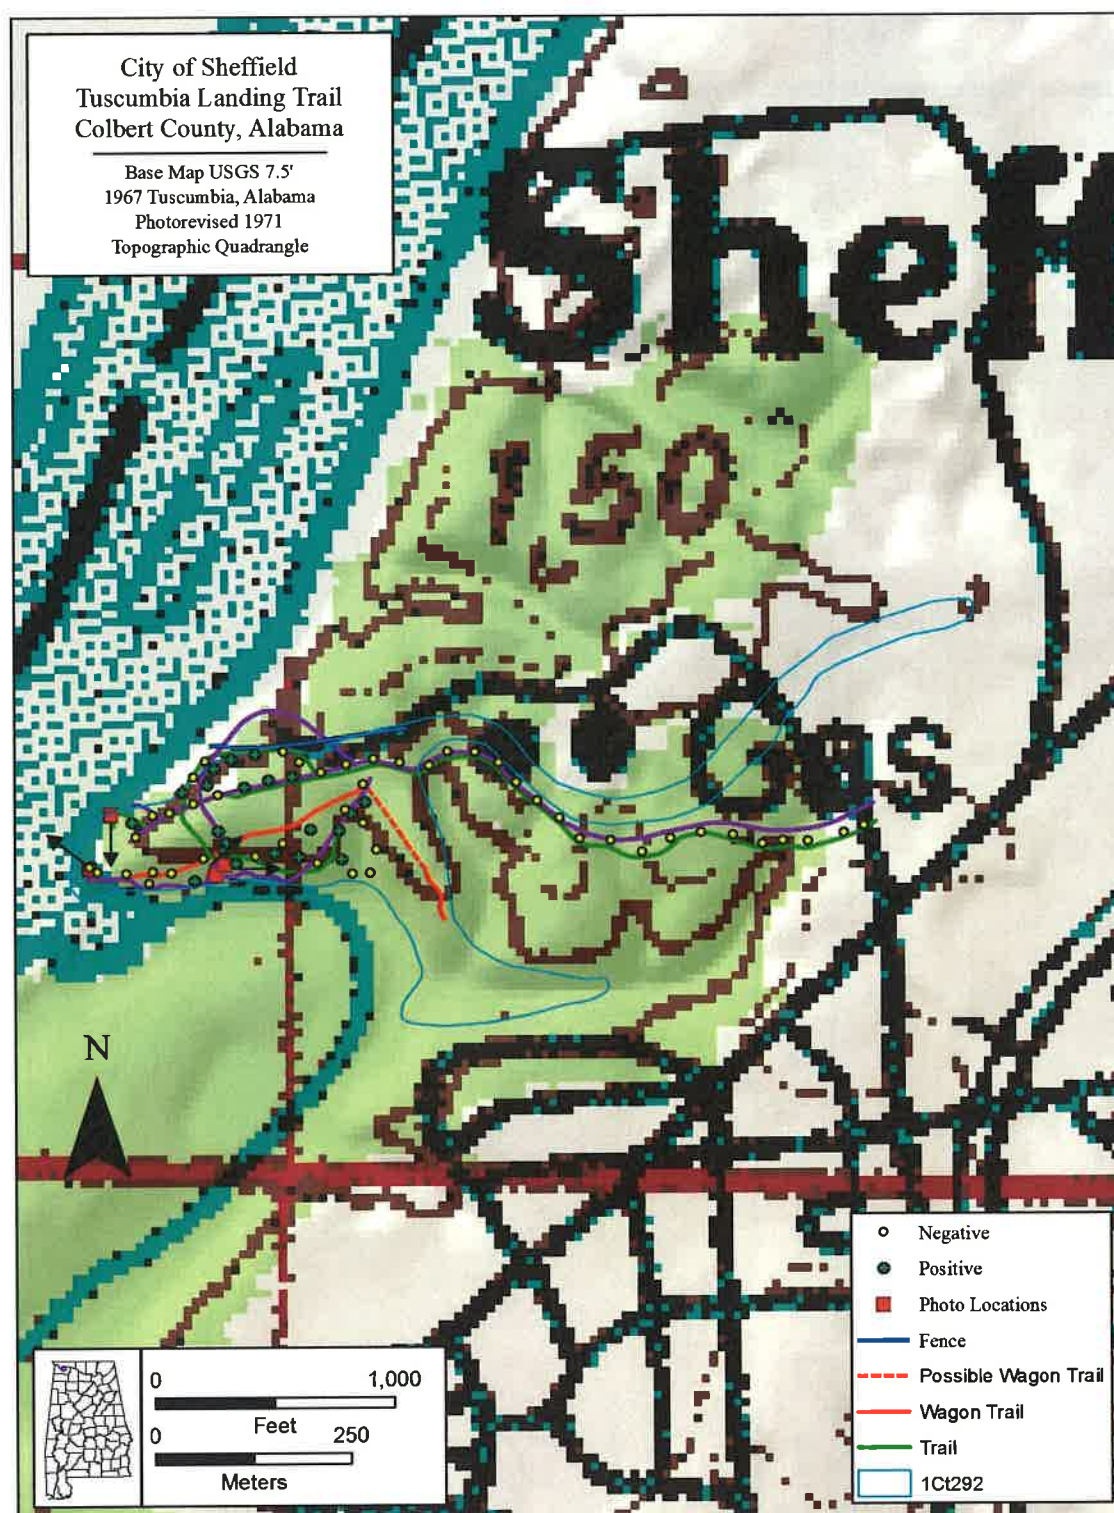 City of Sheffield
Tuscumbia Landing Trail
Colbert County, Alabama
Base Map USGS 7.5'
1967 Tuscumbia, Alabama
Photorevised 1971
Topographic Quadrangle
Shef
150
Obs
N
Negative
Positive
Photo Locations
Fence
Possible Wagon Trail
Wagon Trail
Trail
1Ct292
0 1,000
Feet
0 250
Meters